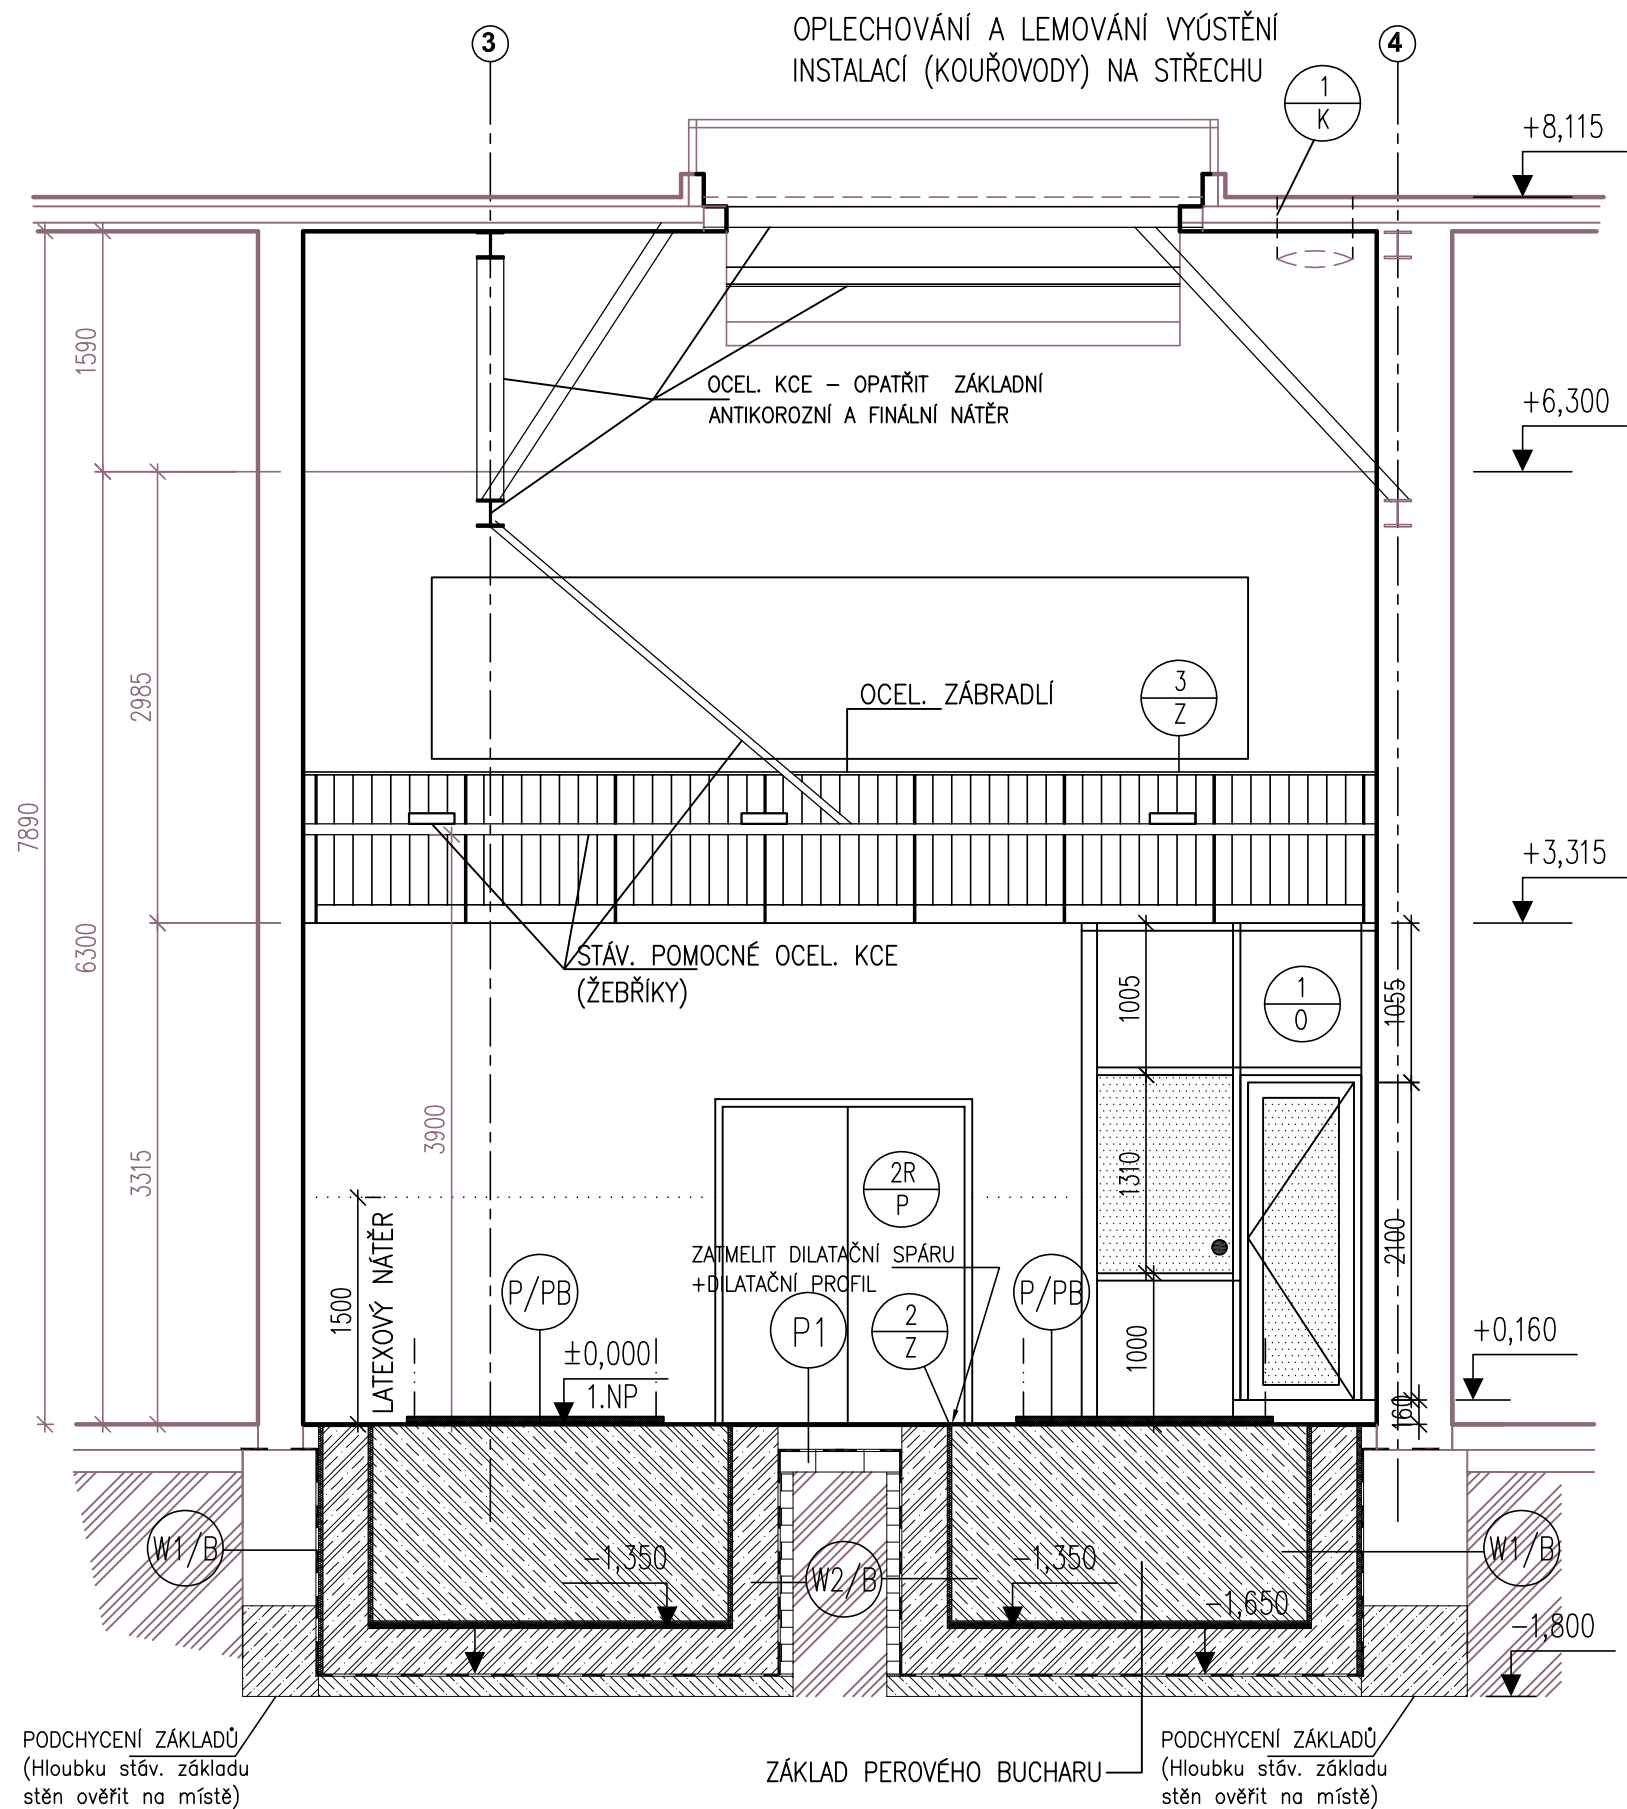 3
OPLECHOVÁNÍ A LEMOVÁNÍ VYÚSTĚNÍ
INSTALACÍ (KOUŘOVODY) NA STŘECHU
4
1
K
+8,115
1590
OCEL. KCE – OPATŘIT ZÁKLADNÍ
ANTIKOROZNÍ A FINÁLNÍ NÁTĚR
+6,300
2985
OCEL. ZÁBRADLÍ
3
Z
7890
+3,315
6300
STÁV. POMOCNÉ OCEL. KCE
(ŽEBŘÍKY)
1005
1
0
1055
3900
3315
1310
2R
P
2100
LATEXOVÝ NÁTĚR
1500
ZATMELIT DILATAČNÍ SPÁRU
+DILATAČNÍ PROFIL
P/PB
P/PB
P1
2
Z
1000
±0,000
1.NP
+0,160
160
W1/B
-1,350
W2/B
-1,350
W1/B
-1,650
-1,800
PODCHYCENÍ ZÁKLADŮ
(Hloubku stáv. základu
stěn ověřit na místě)
ZÁKLAD PEROVÉHO BUCHARU
PODCHYCENÍ ZÁKLADŮ
(Hloubku stáv. základu
stěn ověřit na místě)